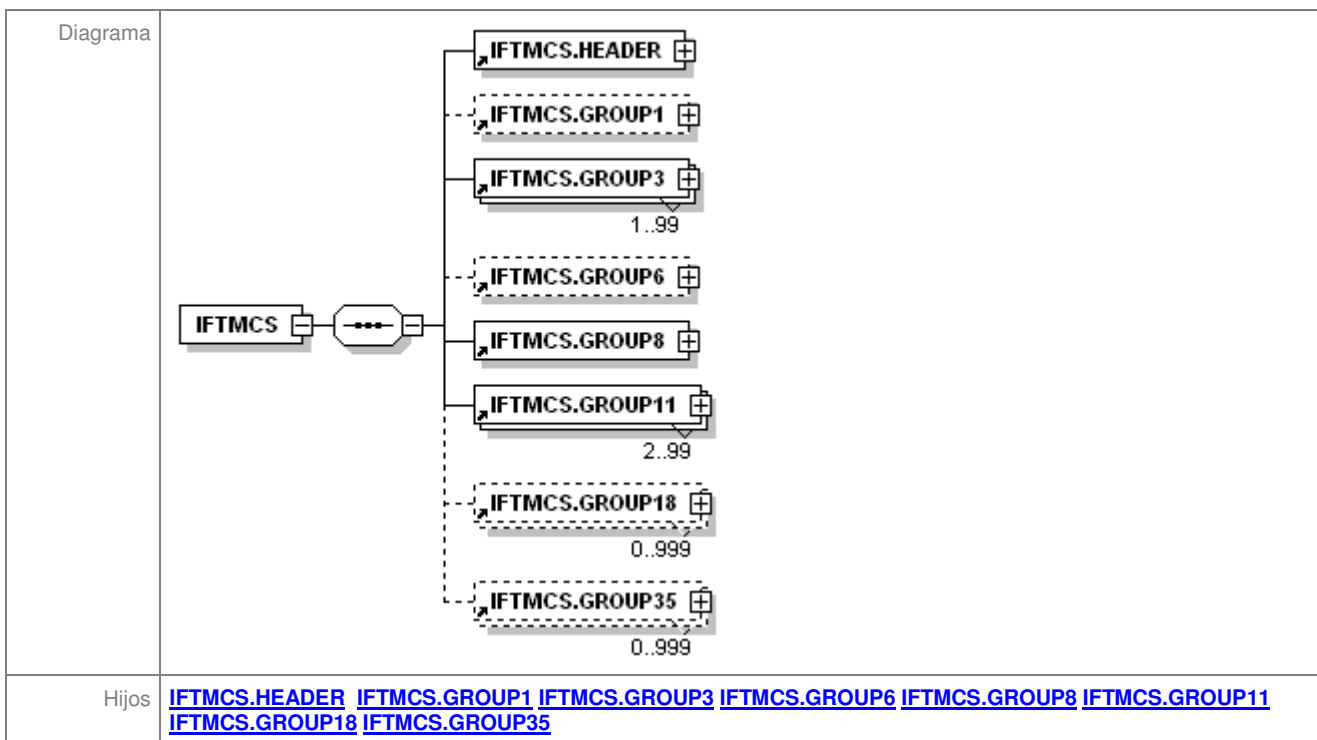 Diagrama
IFTMCS.HEADER
IFTMCS.GROUP1
IFTMCS.GROUP3
1..99
IFTMCS.GROUP6
IFTMCS
IFTMCS.GROUP8
IFTMCS.GROUP11
2..99
IFTMCS.GROUP18
0..999
IFTMCS.GROUP35
0..999
Hijos
IFTMCS.HEADER IFTMCS.GROUP1 IFTMCS.GROUP3 IFTMCS.GROUP6 IFTMCS.GROUP8 IFTMCS.GROUP11
IFTMCS.GROUP18 IFTMCS.GROUP35